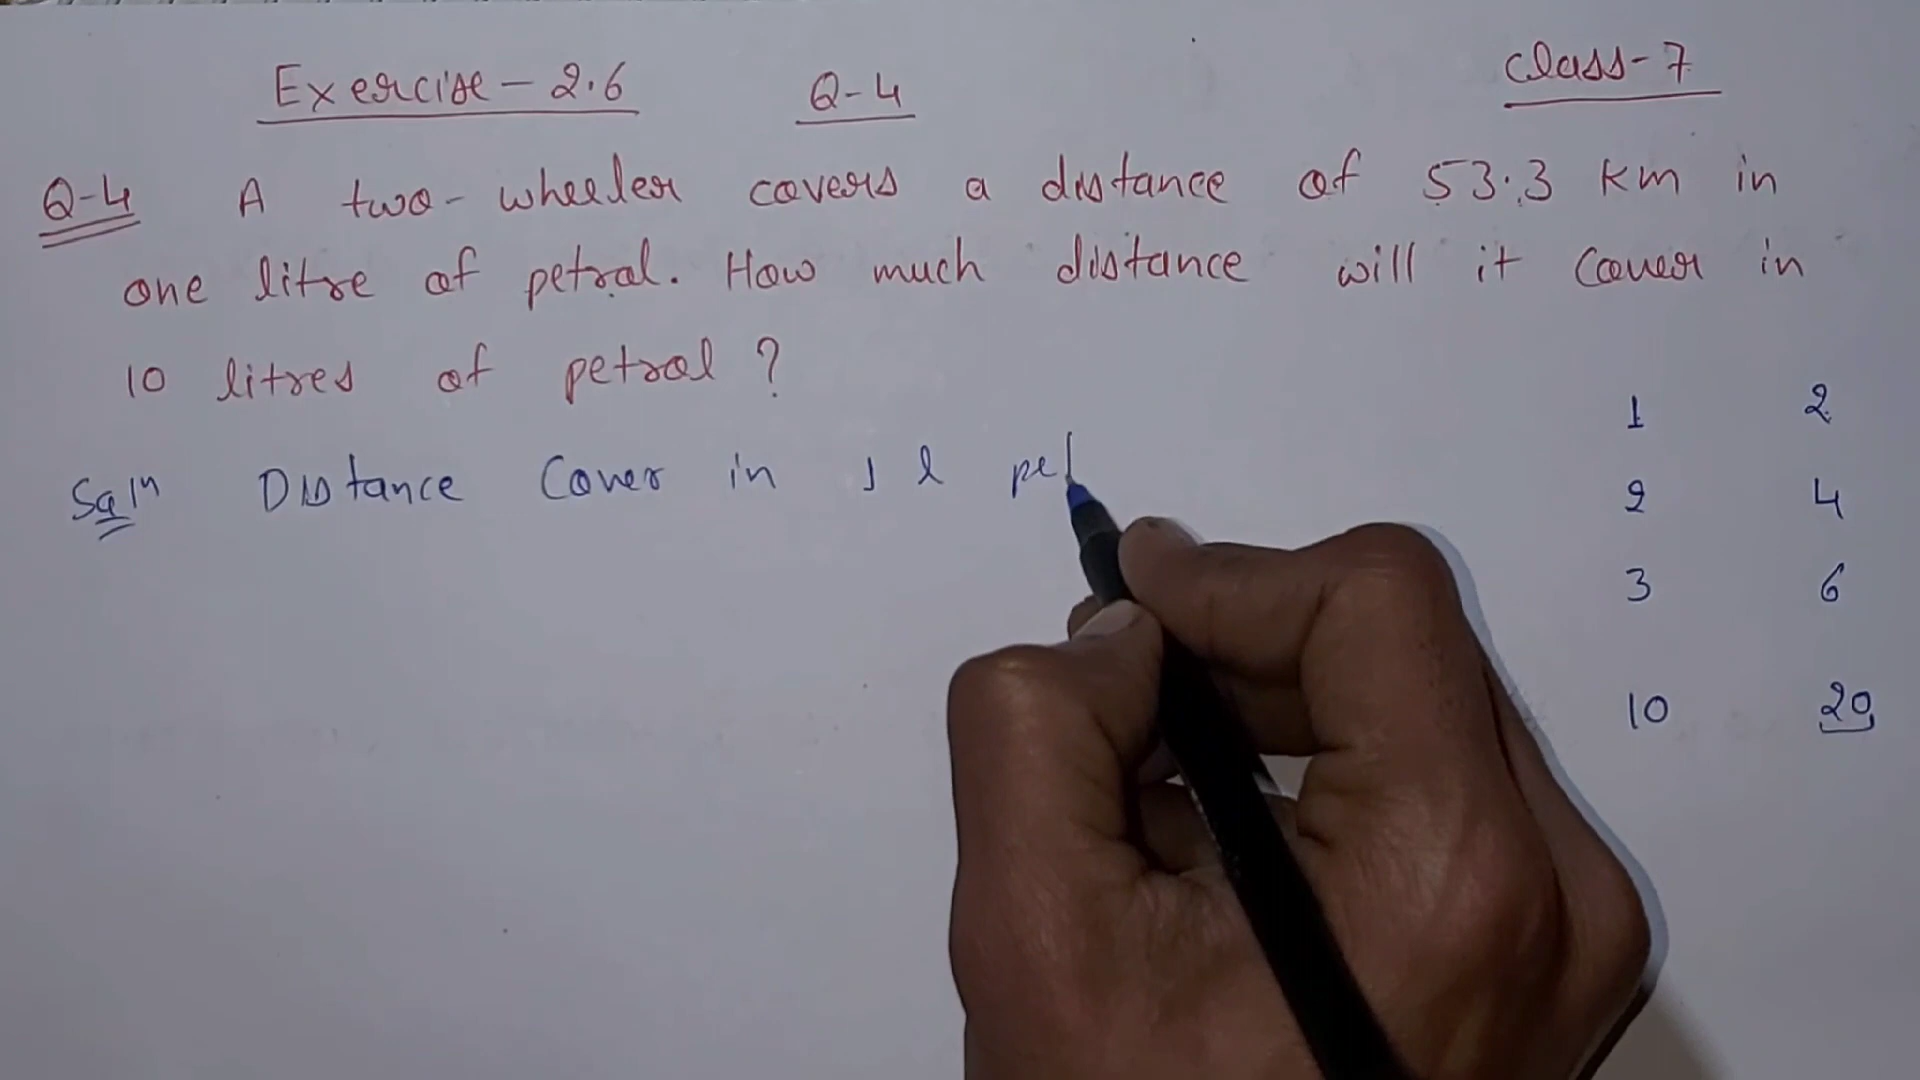 Exercise - 2.6 Q-4 Class-7
Q-4 A two-wheeler covers a distance of 53.3 km in
one litre of petrol. How much distance will it cover in
10 litres of petrol ?
Solⁿ Distance Cover in 1 l pet
1 2
2 4
3 6
10 20